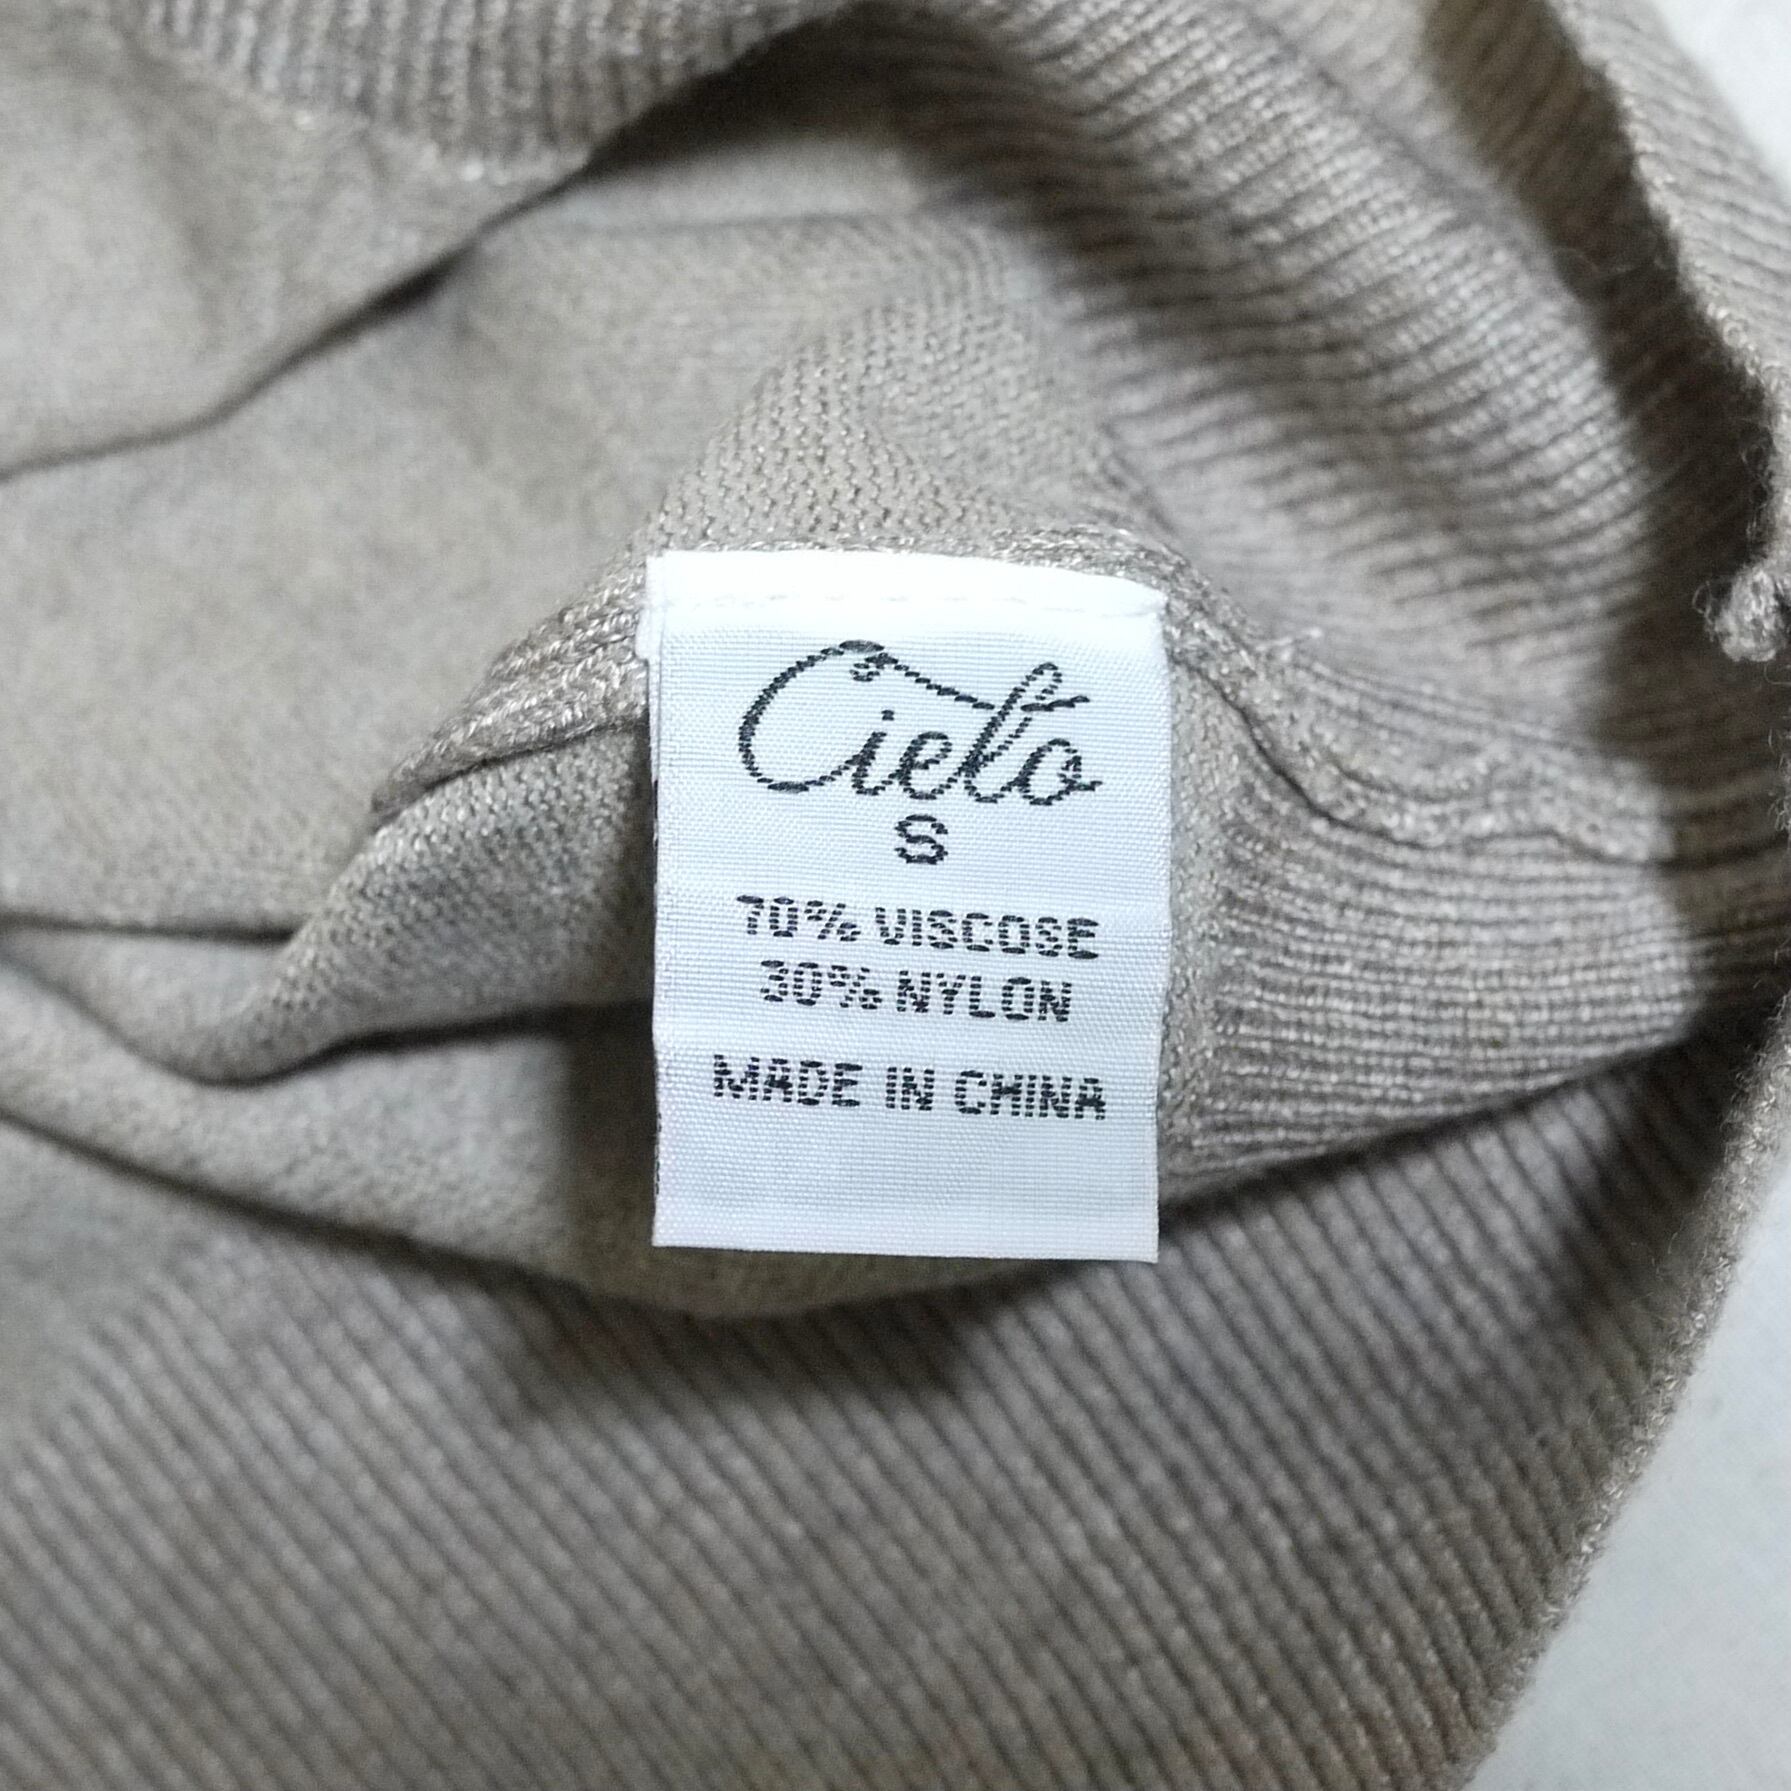 Cielo
S
70% VISCOSE
30% NYLON
MADE IN CHINA